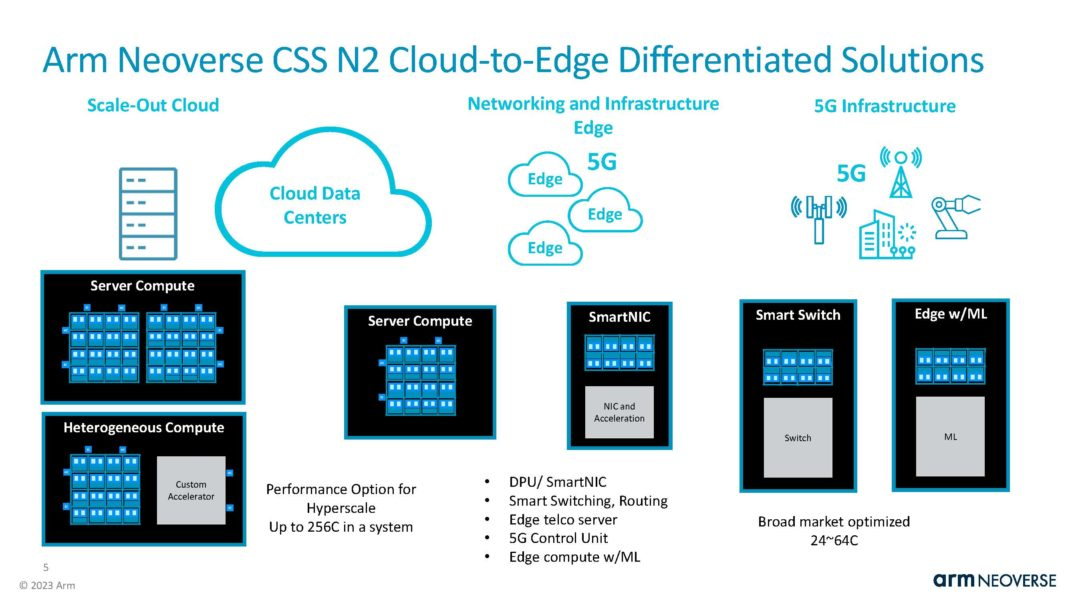 Arm Neoverse CSS N2 Cloud-to-Edge Differentiated Solutions
Scale-Out Cloud
Cloud Data
Centers
Server Compute
Heterogeneous Compute
Custom
Accelerator
Performance Option for
Hyperscale
Up to 256C in a system
Networking and Infrastructure
Edge
5G
Edge
Edge
Edge
Server Compute
SmartNIC
NIC and
Acceleration
• DPU/ SmartNIC
• Smart Switching, Routing
• Edge telco server
• 5G Control Unit
• Edge compute w/ML
5G Infrastructure
5G
Smart Switch
Switch
Edge w/ML
ML
Broad market optimized
24~64C
5
© 2023 Arm
arm NEOVERSE